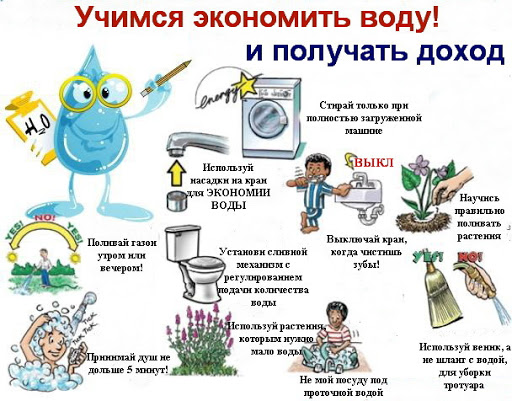 Учимся экономить воду!
и получать доход
H2O
energy
Стирай только при
полностью загруженной
машине
Используй
насадки на кран
для ЭКОНОМИИ
ВОДЫ
ВЫКЛ
Выключай кран,
когда чистишь
зубы!
Научись
правильно
поливать
растения
YES!
NO!
YES!
Поливай газон
утром или
вечером!
Установи сливной
механизм с
регулированием
подачи количества
воды
YES!
NO!
Используй веник, а
не шланг с водой,
для уборки
тротуара
Принимай душ не
дольше 5 минут!
Используй растения,
которым нужно
мало воды
Не мой посуду под
проточной водой